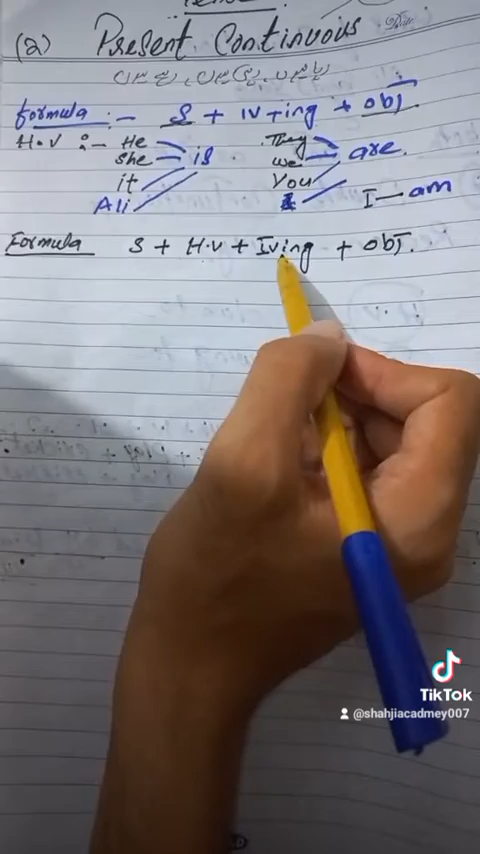 Tense
(2) Present Continuous
Formula :- S + IV + ing + obj.
H.V :- He They
she is. we are.
it You
Ali I I — am
Formula S + H.V + Iving + obj.
TikTok
@shahjiacadmey007